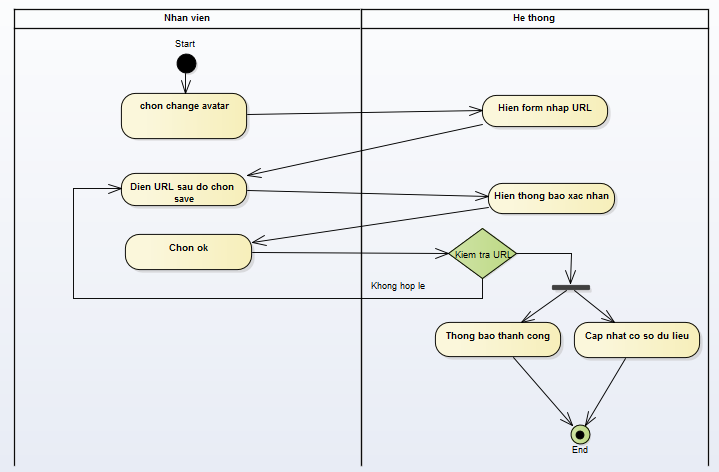 Nhan vien
He thong
Start
chon change avatar
Hien form nhap URL
Dien URL sau do chon
save
Hien thong bao xac nhan
Chon ok
Kiem tra URL
Khong hop le
Thong bao thanh cong
Cap nhat co so du lieu
End